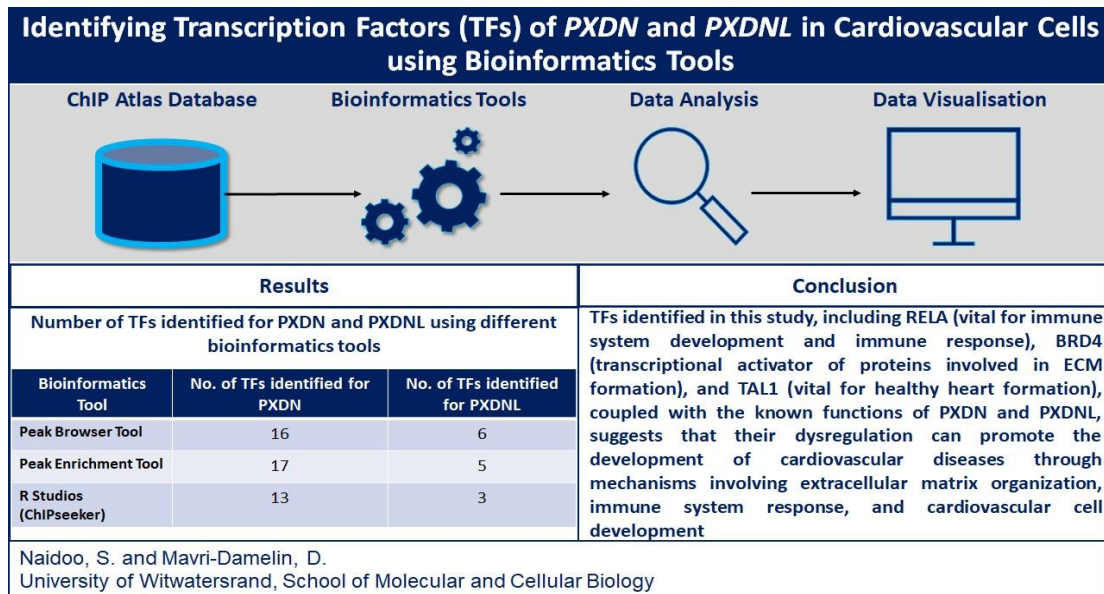 Identifying Transcription Factors (TFs) of PXDN and PXDNL in Cardiovascular Cells
using Bioinformatics Tools
ChIP Atlas Database
Bioinformatics Tools
Data Analysis
Data Visualisation
Results
Number of TFs identified for PXDN and PXDNL using different
bioinformatics tools
Bioinformatics
Tool
No. of TFs identified for
PXDN
No. of TFs identified
for PXDNL
Peak Browser Tool
16
6
Peak Enrichment Tool
17
5
R Studios
(ChIPseeker)
13
3
Conclusion
TFs identified in this study, including RELA (vital for immune
system development and immune response), BRD4
(transcriptional activator of proteins involved in ECM
formation), and TAL1 (vital for healthy heart formation),
coupled with the known functions of PXDN and PXDNL,
suggests that their dysregulation can promote the
development of cardiovascular diseases through
mechanisms involving extracellular matrix organization,
immune system response, and cardiovascular cell
development
Naidoo, S. and Mavri-Damelin, D.
University of Witwatersrand, School of Molecular and Cellular Biology